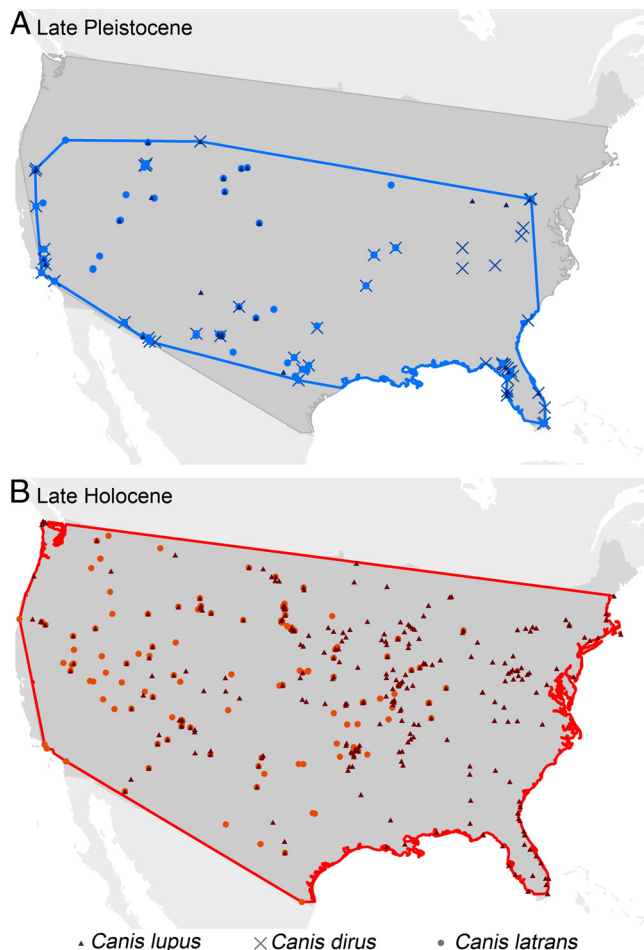 A Late Pleistocene
B Late Holocene
Canis lupus Canis dirus Canis latrans